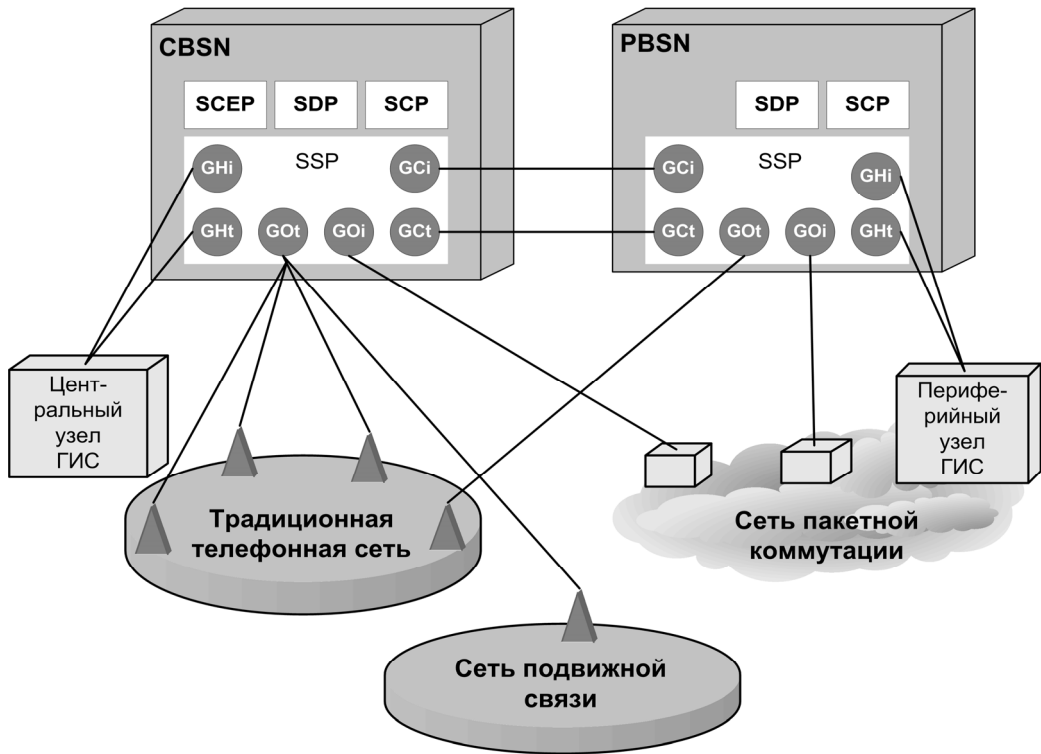 CBSN
SCEP
SDP
SCP
SSP
GHi
GCi
GHt
GOt
GOi
GCt
PBSN
SDP
SCP
SSP
GCi
GHi
GCt
GOt
GOi
GHt
Цент-
ральный
узел
ГИС
Перифе-
рийный
узел
ГИС
Традиционная
телефонная сеть
Сеть пакетной
коммутации
Сеть подвижной
связи